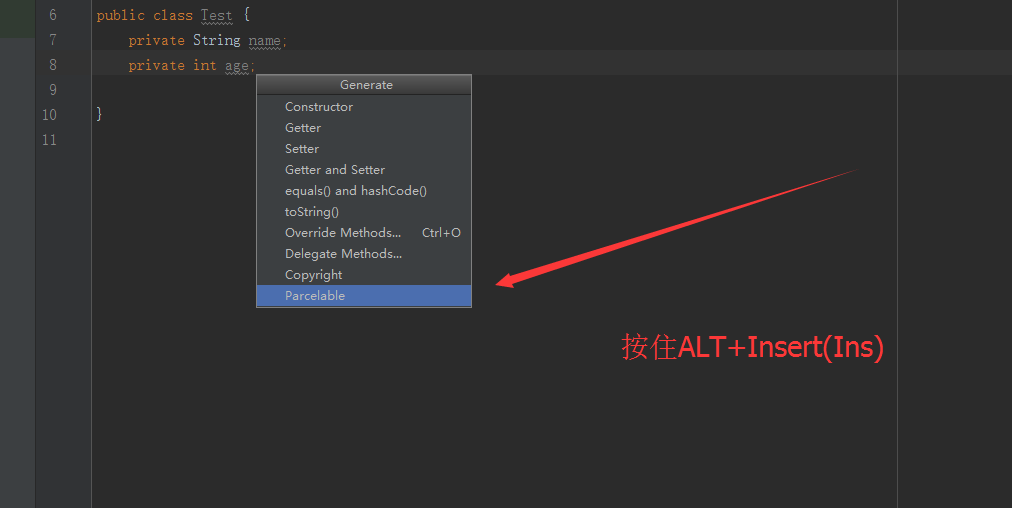 6 public class Test {
7 private String name;
8 private int age;
9
10 }
11
Generate
Constructor
Getter
Setter
Getter and Setter
equals() and hashCode()
toString()
Override Methods... Ctrl+O
Delegate Methods...
Copyright
Parcelable
按住ALT+Insert(Ins)